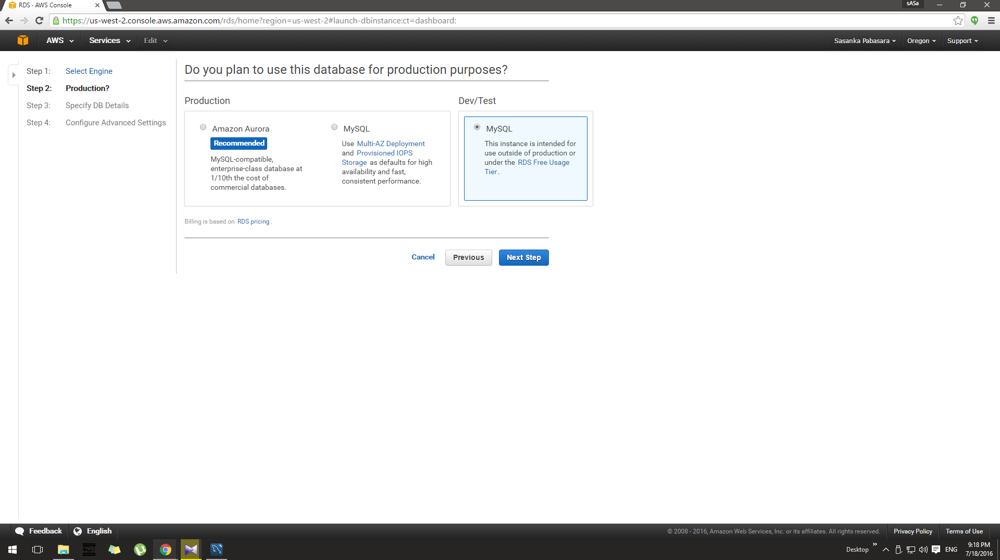 RDS · AWS Console
sASa
https://us-west-2.console.aws.amazon.com/rds/home?region=us-west-2#launch-dbinstance:ct=dashboard:
AWS Services Edit Sasanka Pabasara Oregon Support
Step 1: Select Engine
Step 2: Production?
Step 3: Specify DB Details
Step 4: Configure Advanced Settings
Do you plan to use this database for production purposes?
Production
Amazon Aurora
Recommended
MySQL-compatible,
enterprise-class database at
1/10th the cost of
commercial databases.
MySQL
Use Multi-AZ Deployment
and Provisioned IOPS
Storage as defaults for high
availability and fast,
consistent performance.
Dev/Test
MySQL
This instance is intended for
use outside of production or
under the RDS Free Usage
Tier.
Billing is based on RDS pricing.
Cancel Previous Next Step
Feedback English © 2008 - 2016, Amazon Web Services, Inc. or its affiliates. All rights reserved. Privacy Policy Terms of Use
Desktop ENG
9:18 PM
7/18/2016